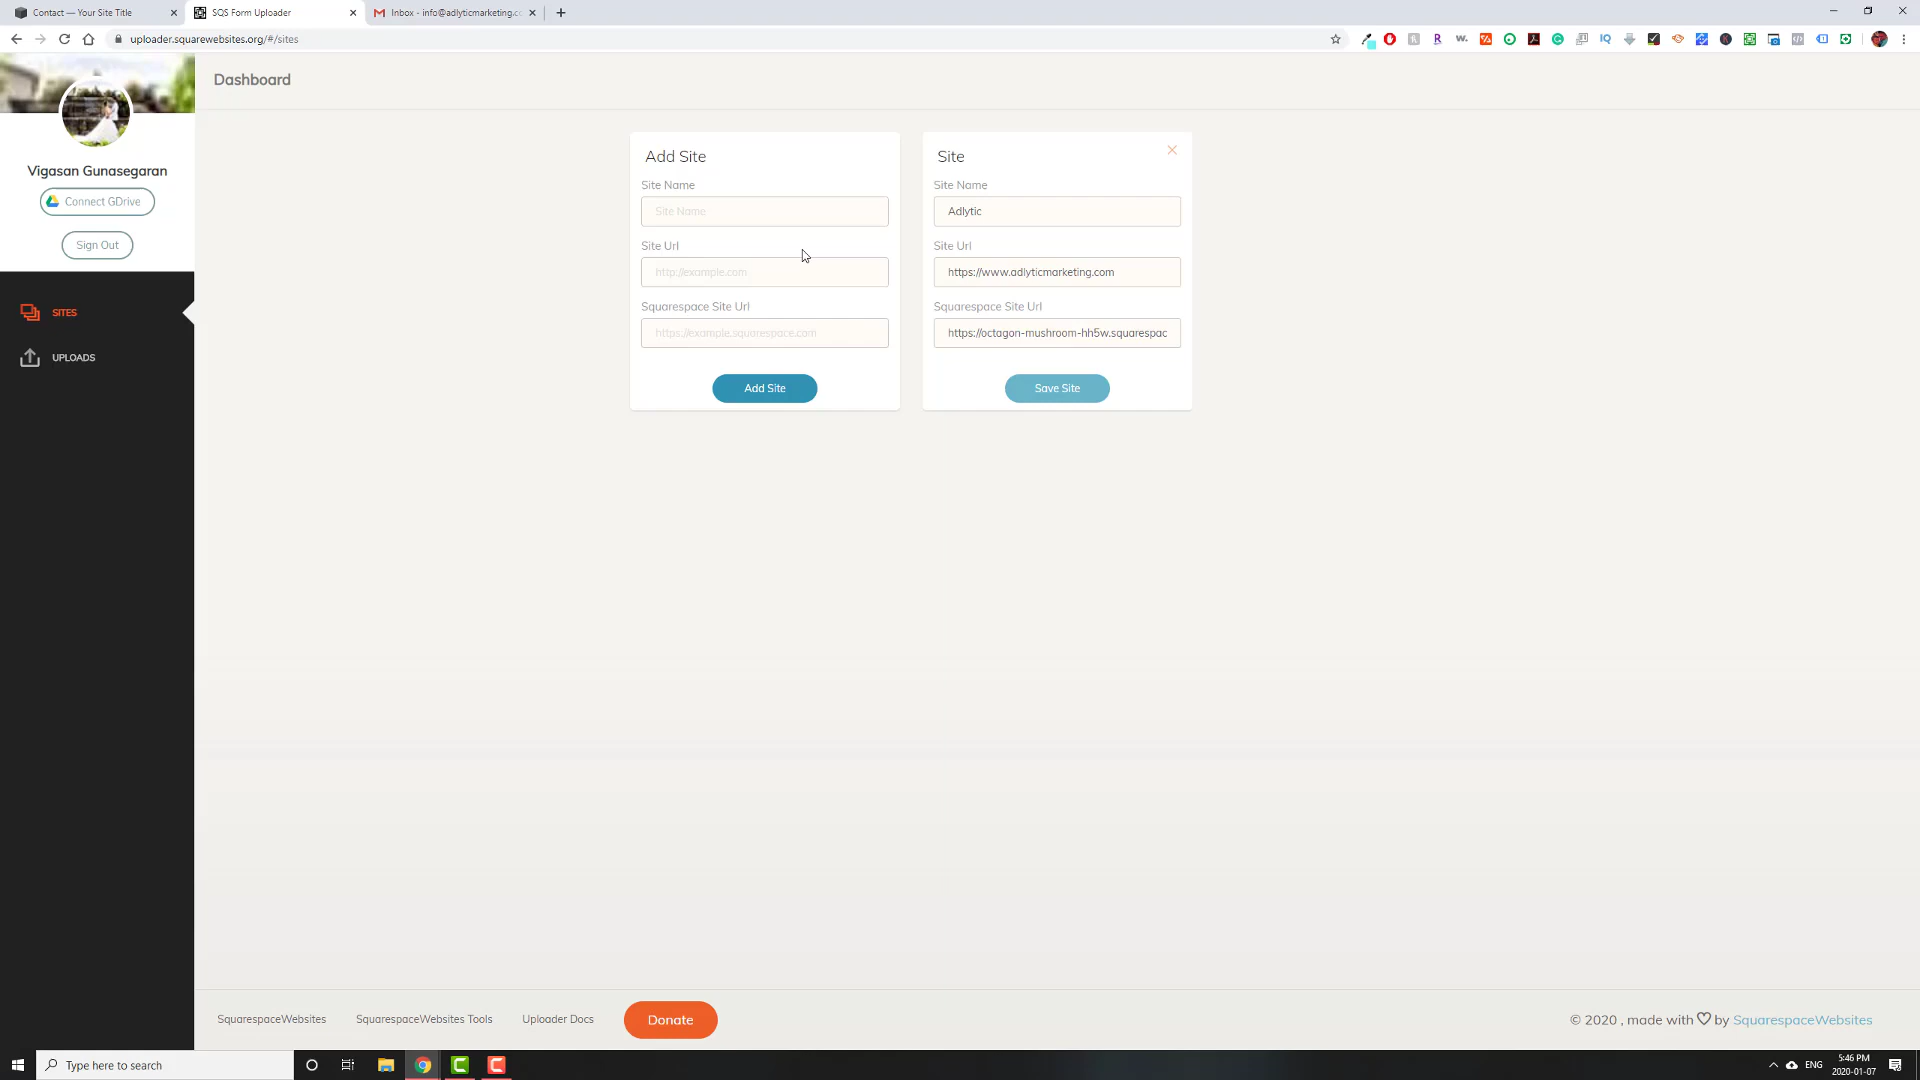 Contact — Your Site Title
SQS Form Uploader
Inbox - info@adlyticmarketing.cc
uploader.squarewebsites.org/#/sites
Dashboard
Vigasan Gunasegaran
Connect GDrive
Sign Out
SITES
UPLOADS
Add Site
Site Name
Site Name
Site Url
http://example.com
Squarespace Site Url
https://example.squarespace.com
Add Site
Site
Site Name
Adlytic
Site Url
https://www.adlyticmarketing.com
Squarespace Site Url
https://octagon-mushroom-hh5w.squarespac
Save Site
SquarespaceWebsites
SquarespaceWebsites Tools
Uploader Docs
Donate
© 2020 , made with ♡ by SquarespaceWebsites
Type here to search
ENG
5:46 PM
2020-01-07